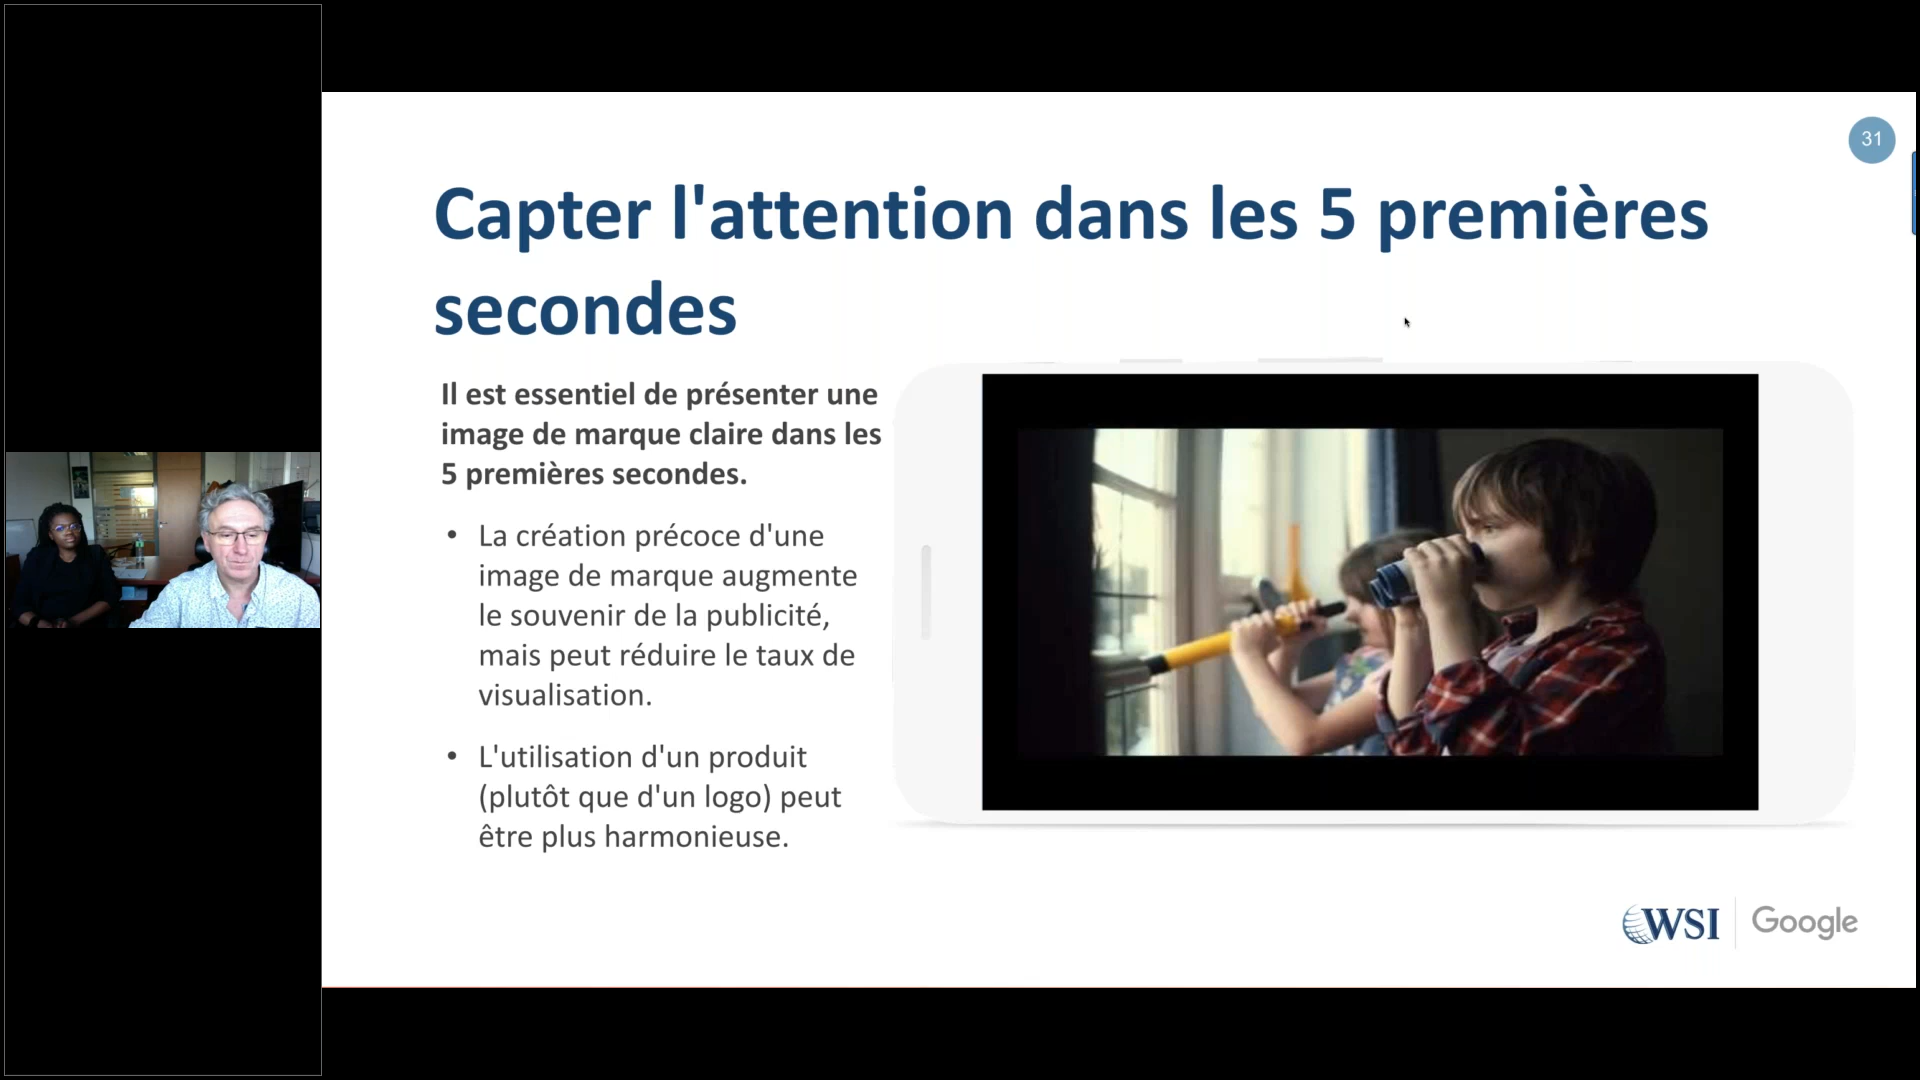 31
Capter l'attention dans les 5 premières
secondes
Il est essentiel de présenter une
image de marque claire dans les
5 premières secondes.
• La création précoce d'une
image de marque augmente
le souvenir de la publicité,
mais peut réduire le taux de
visualisation.
• L'utilisation d'un produit
(plutôt que d'un logo) peut
être plus harmonieuse.
WSI
Google